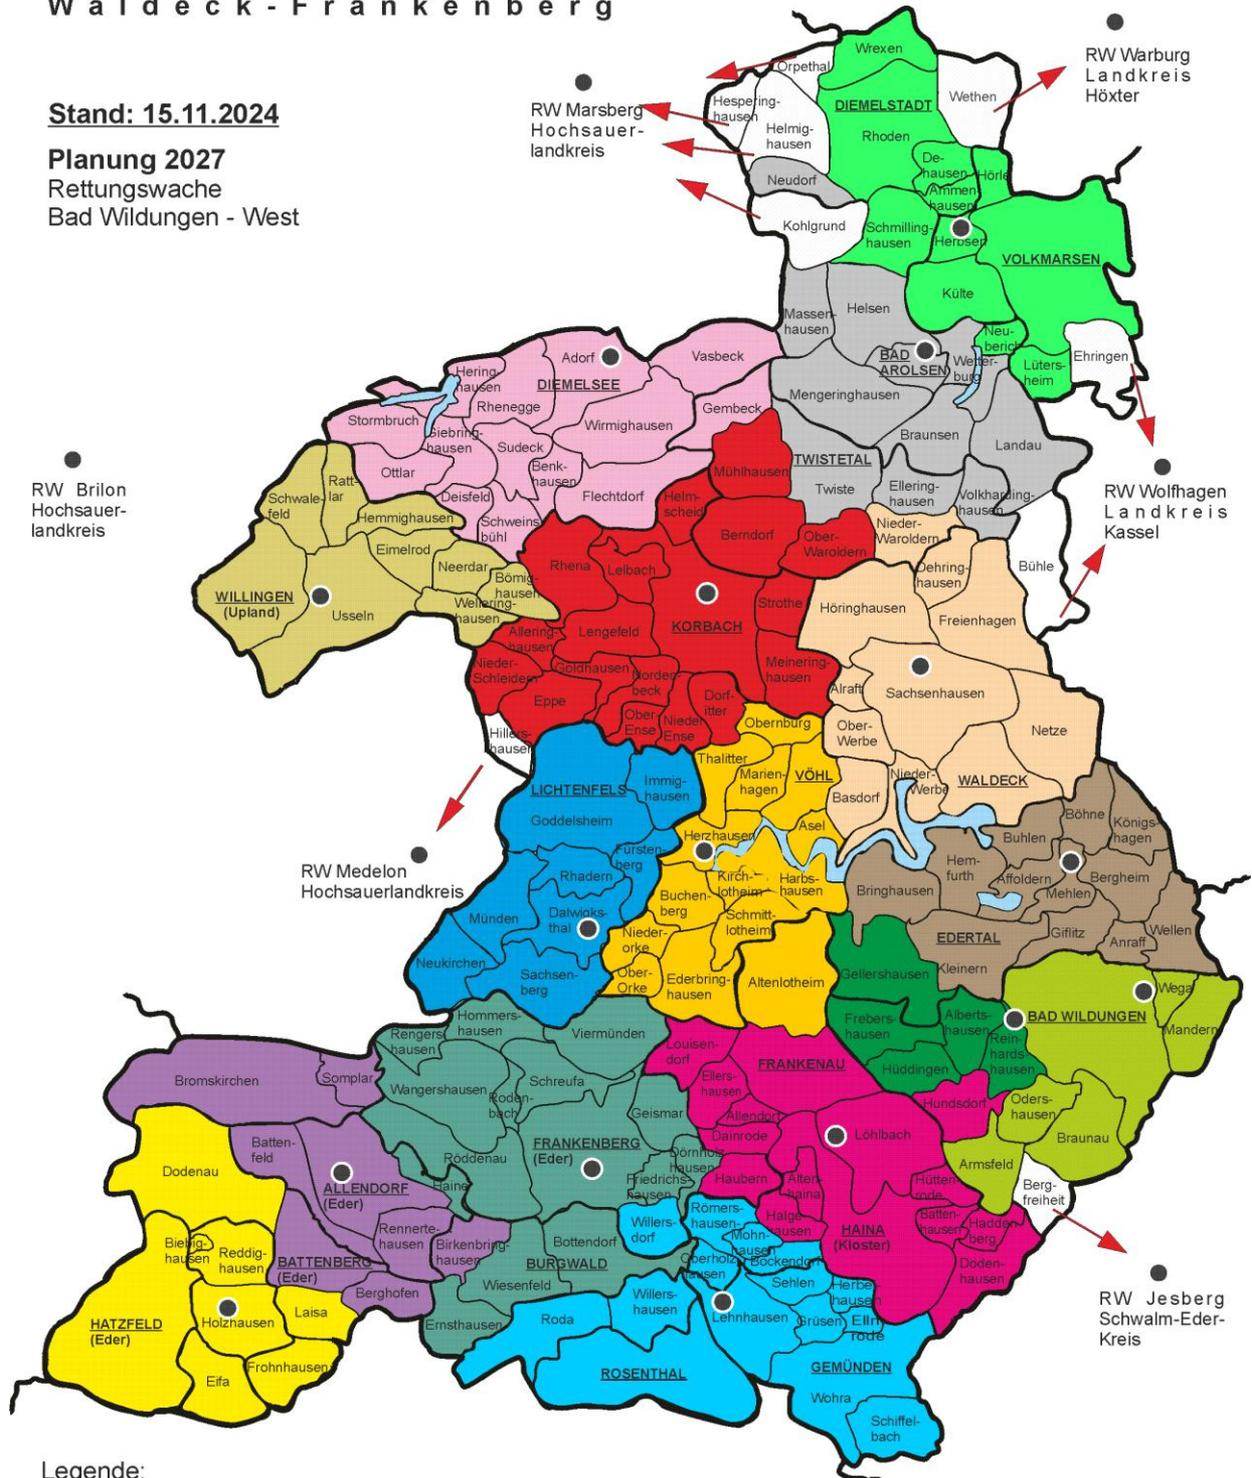 Waldeck-Frankenberg
Stand: 15.11.2024
Planung 2027
Rettungswache
Bad Wildungen - West
RW Marsberg
Hochsauer-
landkreis
RW Warburg
Landkreis
Höxter
Orpethal
Wrexen
Wethen
Hespering-
hausen
Helmig-
hausen
DIEMELSTADT
Rhoden
De-
hausen
Hörle
Ammen-
hausen
Neudorf
Kohlgrund
Schmilling-
hausen
Herbsen
VOLKMARSEN
Külte
Massen-
hausen
Helsen
Neu-
berich
Ehringen
BAD
AROLSEN
Wetter-
burg
Lüters-
heim
Mengeringhausen
Braunsen
Landau
Adorf
DIEMELSEE
Vasbeck
Hering-
hausen
Rhenegge
Gembeck
Wirmighausen
Stormbruch
Giebring-
hausen
Sudeck
Ottlar
Benk-
hausen
Deisfeld
Flechtdorf
Schweins-
bühl
Mühlhausen
TWISTETAL
Twiste
Ellering-
hausen
Volkharding-
hausen
RW Wolfhagen
Landkreis
Kassel
RW Brilon
Hochsauer-
landkreis
Schwale-
feld
Ratt-
lar
Hemmighausen
Eimelrod
Neerdar
Bömig-
hausen
Welleringhausen
WILLINGEN
(Upland)
Usseln
Helm-
scheid
Berndorf
Ober-
Waroldern
Nieder-
Waroldern
Dehring-
hausen
Bühle
Rhena
Lelbach
Strothe
Höringhausen
Freienhagen
KORBACH
Allering-
hausen
Lengefeld
Nieder-
Schleidern
Goldhausen
Norden-
beck
Meinering-
hausen
Eppe
Dorf-
itter
Ober-
Ense
Nieder
Ense
Alraft
Sachsenhausen
Ober-
Werbe
Netze
Hillers-
hausen
Obernburg
Thalitter
Marien-
hagen
VÖHL
Basdorf
Nieder-
Werbe
WALDECK
LICHTENFELS
Immig-
hausen
Goddelsheim
Asel
Herzhausen
Fürsten-
berg
Rhadern
Kirch-
lotheim
Harbs-
hausen
Bringhausen
Hem-
furth
Buhlen
Böhne
Königs-
hagen
Affoldern
Mehlen
Bergheim
RW Medelon
Hochsauerlandkreis
Münden
Dalwigks-
thal
Buchen-
berg
Schmitt-
lotheim
Nieder-
orke
EDERTAL
Giflitz
Anraff
Wellen
Kleinern
Neukirchen
Sachsen-
berg
Ober-
Orke
Ederbring-
hausen
Altenlotheim
Gellershausen
Wega
BAD WILDUNGEN
Mandern
Hommers-
hausen
Viermünden
Frebers-
hausen
Alberts-
hausen
Rein-
hards-
hausen
Hüddingen
Rengers-
hausen
Louisen-
dorf
FRANKENAU
Bromskirchen
Somplar
Wangershausen
Schreufa
Roden-
bach
Ellers-
hausen
Geismar
Allendorf
Hundsdorf
Oders-
hausen
Braunau
Dodenau
Batten-
feld
ALLENDORF
(Eder)
Röddenau
Haine
FRANKENBERG
(Eder)
Dainrode
Löhlbach
Dörnholz-
hausen
Friedrichs-
hausen
Haubern
Alten-
haina
Armsfeld
Berg-
freiheit
Hütten-
rode
Rennerte-
hausen
Birkenbring-
hausen
Willers-
dorf
Römers-
hausen
Halge-
hausen
HAINA
(Kloster)
Batten-
hausen
Hadden-
berg
Doden-
hausen
Biebig-
hausen
Reddig-
hausen
BATTENBERG
(Eder)
Bottendorf
BURGWALD
Mohn-
hausen
Bockendorf
Oberholz-
hausen
Wiesenfeld
Sehlen
Herbel-
hausen
Berghofen
Ernsthausen
Roda
Willers-
hausen
Lehnhausen
Grüsen
Elln-
rode
HATZFELD
(Eder)
Holzhausen
Laisa
Eifa
Frohnhausen
ROSENTHAL
GEMÜNDEN
Wohra
Schiffel-
bach
RW Jesberg
Schwalm-Eder-
Kreis
Legende: